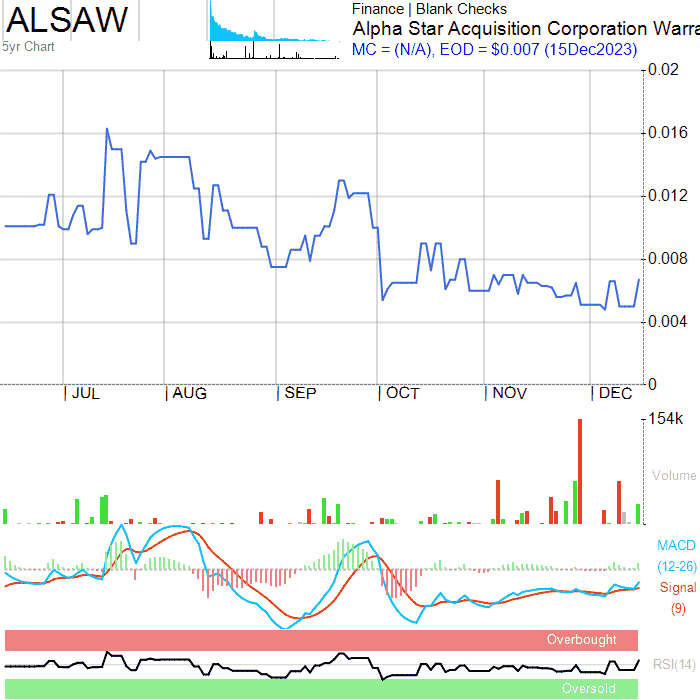 ALSAW
5yr Chart
Finance | Blank Checks
Alpha Star Acquisition Corporation Warra
MC = (N/A), EOD = $0.007 (15Dec2023)
0.02
0.016
0.012
0.008
0.004
0
JUL AUG SEP OCT NOV DEC
154k
Volume
MACD
(12-26)
Signal
(9)
Overbought
RSI(14)
Oversold